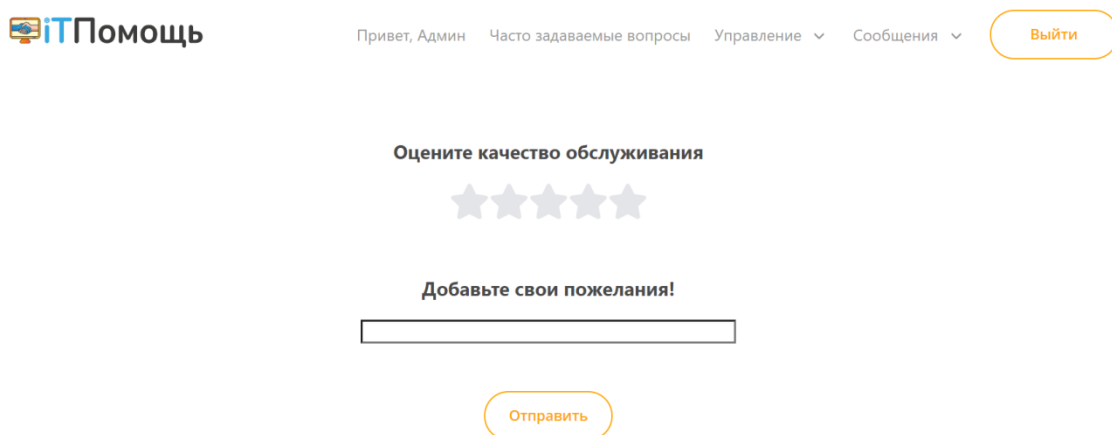 iTПомощь
Привет, Админ Часто задаваемые вопросы Управление Сообщения Выйти
Оцените качество обслуживания
Добавьте свои пожелания!
Отправить